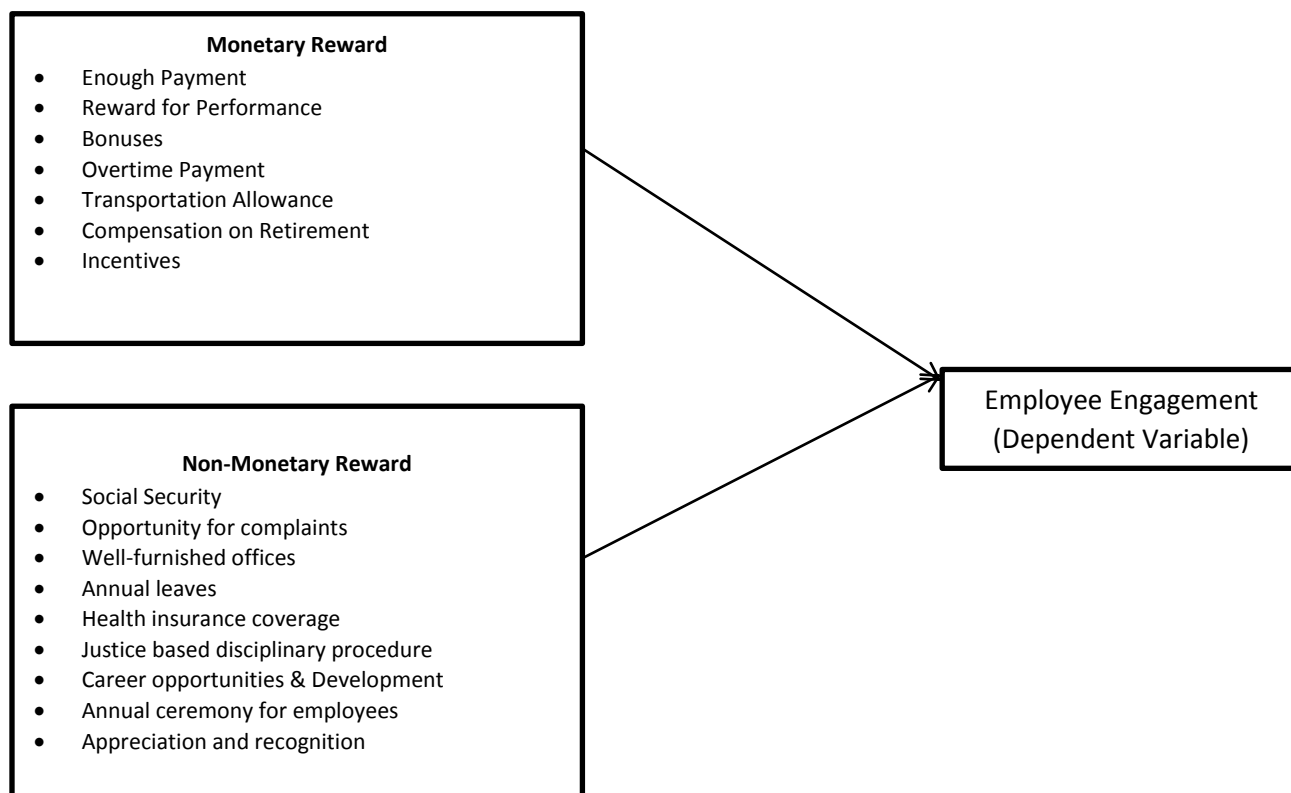 Monetary Reward
• Enough Payment
• Reward for Performance
• Bonuses
• Overtime Payment
• Transportation Allowance
• Compensation on Retirement
• Incentives
Non-Monetary Reward
• Social Security
• Opportunity for complaints
• Well-furnished offices
• Annual leaves
• Health insurance coverage
• Justice based disciplinary procedure
• Career opportunities & Development
• Annual ceremony for employees
• Appreciation and recognition
Employee Engagement
(Dependent Variable)